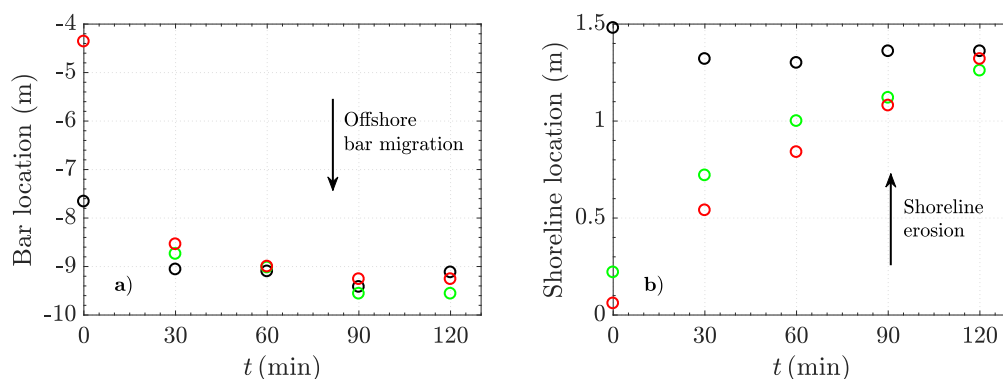 -4
-5
-6
-7
-8
-9
-10
Bar location (m)
Offshore
bar migration
a)
0
30
60
90
120
t (min)
1.5
1
0.5
0
Shoreline location (m)
Shoreline
erosion
b)
0
30
60
90
120
t (min)